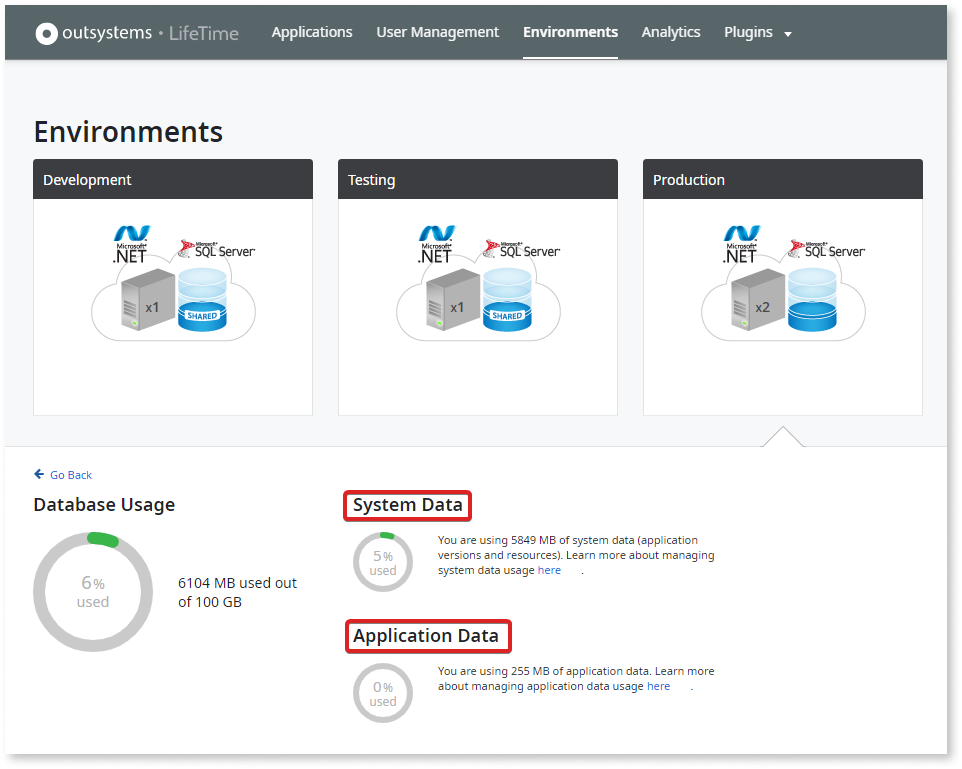 outsystems • LifeTime Applications User Management Environments Analytics Plugins
Environments
Development
Microsoft®
.NET
Microsoft®
SQL Server®
x1
SHARED
Testing
Microsoft®
.NET
Microsoft®
SQL Server®
x1
SHARED
Production
Microsoft®
.NET
Microsoft®
SQL Server®
x2
Go Back
Database Usage
6%
used
6104 MB used out
of 100 GB
System Data
5%
used
You are using 5849 MB of system data (application
versions and resources). Learn more about managing
system data usage here .
Application Data
0%
used
You are using 255 MB of application data. Learn more
about managing application data usage here .